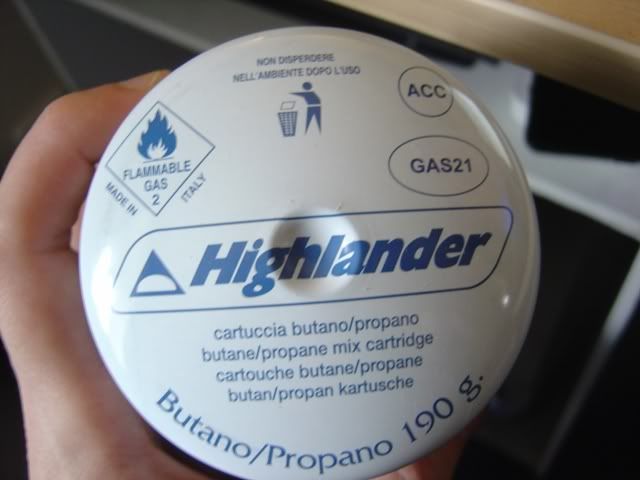 NON DISPERDERE
NELL'AMBIENTE DOPO L'USO
ACC
FLAMMABLE
GAS
2
MADE IN
ITALY
GAS21
Highlander
cartuccia butano/propano
butane/propane mix cartridge
cartouche butane/propane
butan/propan kartusche
Butano/Propano 190 g.